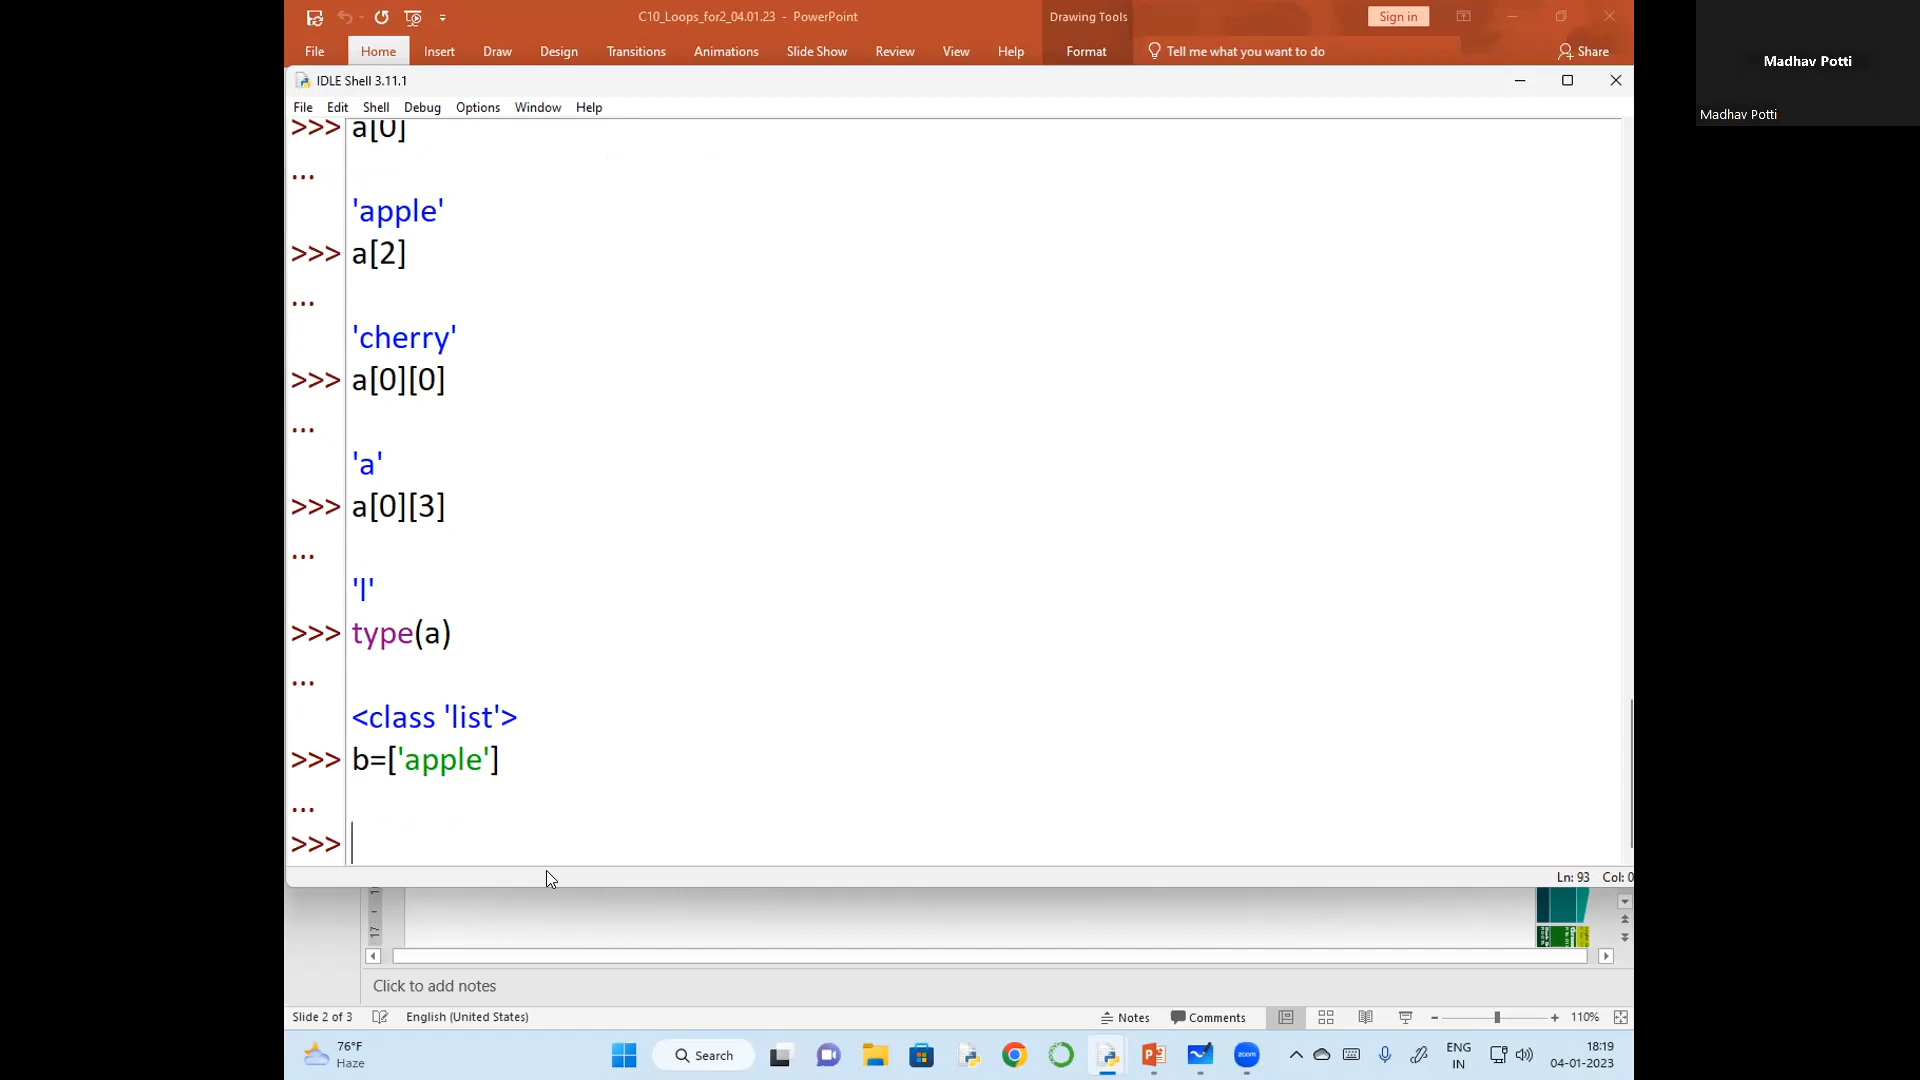 C10_Loops_for2_04.01.23 - PowerPoint
Drawing Tools
Sign in
File Home Insert Draw Design Transitions Animations Slide Show Review View Help Format Tell me what you want to do Share
Madhav Potti
Madhav Potti
IDLE Shell 3.11.1
File Edit Shell Debug Options Window Help
>>> a[0]
...
'apple'
>>> a[2]
...
'cherry'
>>> a[0][0]
...
'a'
>>> a[0][3]
...
'l'
>>> type(a)
...
<class 'list'>
>>> b=['apple']
...
>>>
Ln: 93 Col: 0
17
Click to add notes
Slide 2 of 3 English (United States) Notes Comments 110%
76°F
Haze
Search
zoom
ENG
IN
18:19
04-01-2023